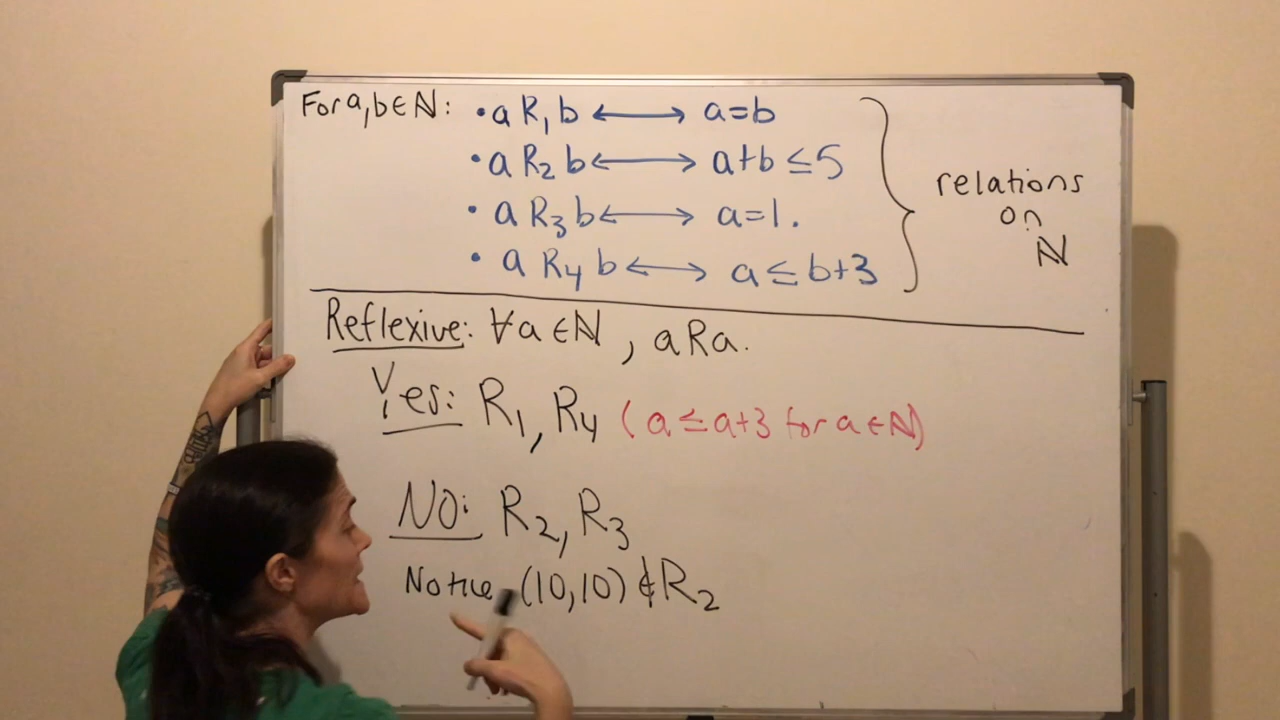 For a,b∈ℕ: • a R₁ b ⟷ a=b
• a R₂ b ⟷ a+b ≤ 5
• a R₃ b ⟷ a=1.
• a R₄ b ⟷ a ≤ b+3
relations
on
ℕ
Reflexive: ∀a∈ℕ, aRa.
Yes: R₁, R₄ (a ≤ a+3 for a∈ℕ)
NO: R₂, R₃
Notice (10,10) ∉ R₂